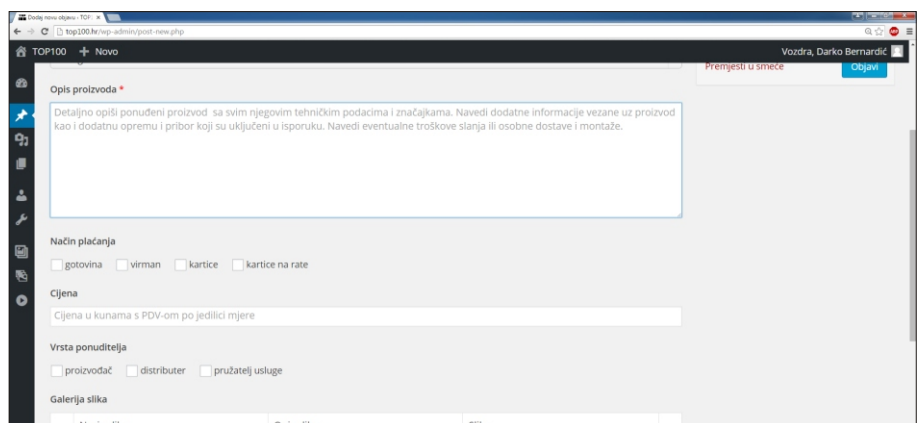 Dodaj novu objavu ‹ TOP1
top100.hr/wp-admin/post-new.php
TOP100 + Novo
Vozdra, Darko Bernardić
Premjesti u smeće
Objavi
Opis proizvoda *
Detaljno opiši ponuđeni proizvod sa svim njegovim tehničkim podacima i značajkama. Navedi dodatne informacije vezane uz proizvod
kao i dodatnu opremu i pribor koji su uključeni u isporuku. Navedi eventualne troškove slanja ili osobne dostave i montaže.
Način plaćanja
gotovina virman kartice kartice na rate
Cijena
Cijena u kunama s PDV-om po jedilici mjere
Vrsta ponuditelja
proizvođač distributer pružatelj usluge
Galerija slika